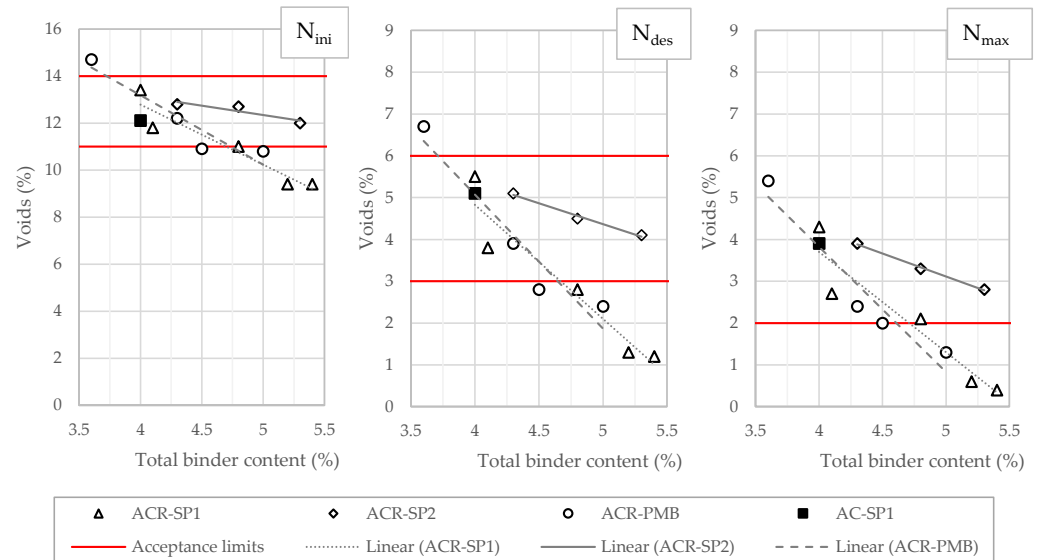 N_ini
N_des
N_max
16
14
12
10
8
6
4
2
0
Voids (%)
3.5 4 4.5 5 5.5
Total binder content (%)
9
8
7
6
5
4
3
2
1
0
Voids (%)
3.5 4 4.5 5 5.5
Total binder content (%)
9
8
7
6
5
4
3
2
1
0
Voids (%)
3.5 4 4.5 5 5.5
Total binder content (%)
ACR-SP1 ACR-SP2 ACR-PMB AC-SP1
Acceptance limits Linear (ACR-SP1) Linear (ACR-SP2) Linear (ACR-PMB)